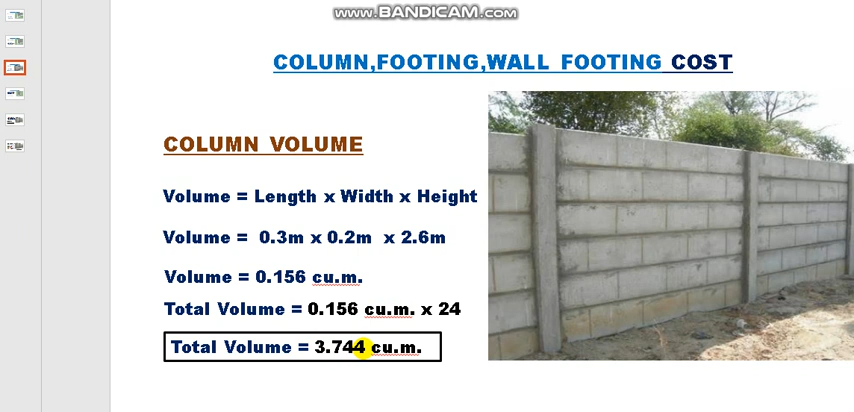 www.BANDICAM.com
COLUMN,FOOTING,WALL FOOTING COST
COLUMN VOLUME
Volume = Length x Width x Height
Volume = 0.3m x 0.2m x 2.6m
Volume = 0.156 cu.m.
Total Volume = 0.156 cu.m. x 24
Total Volume = 3.744 cu.m.